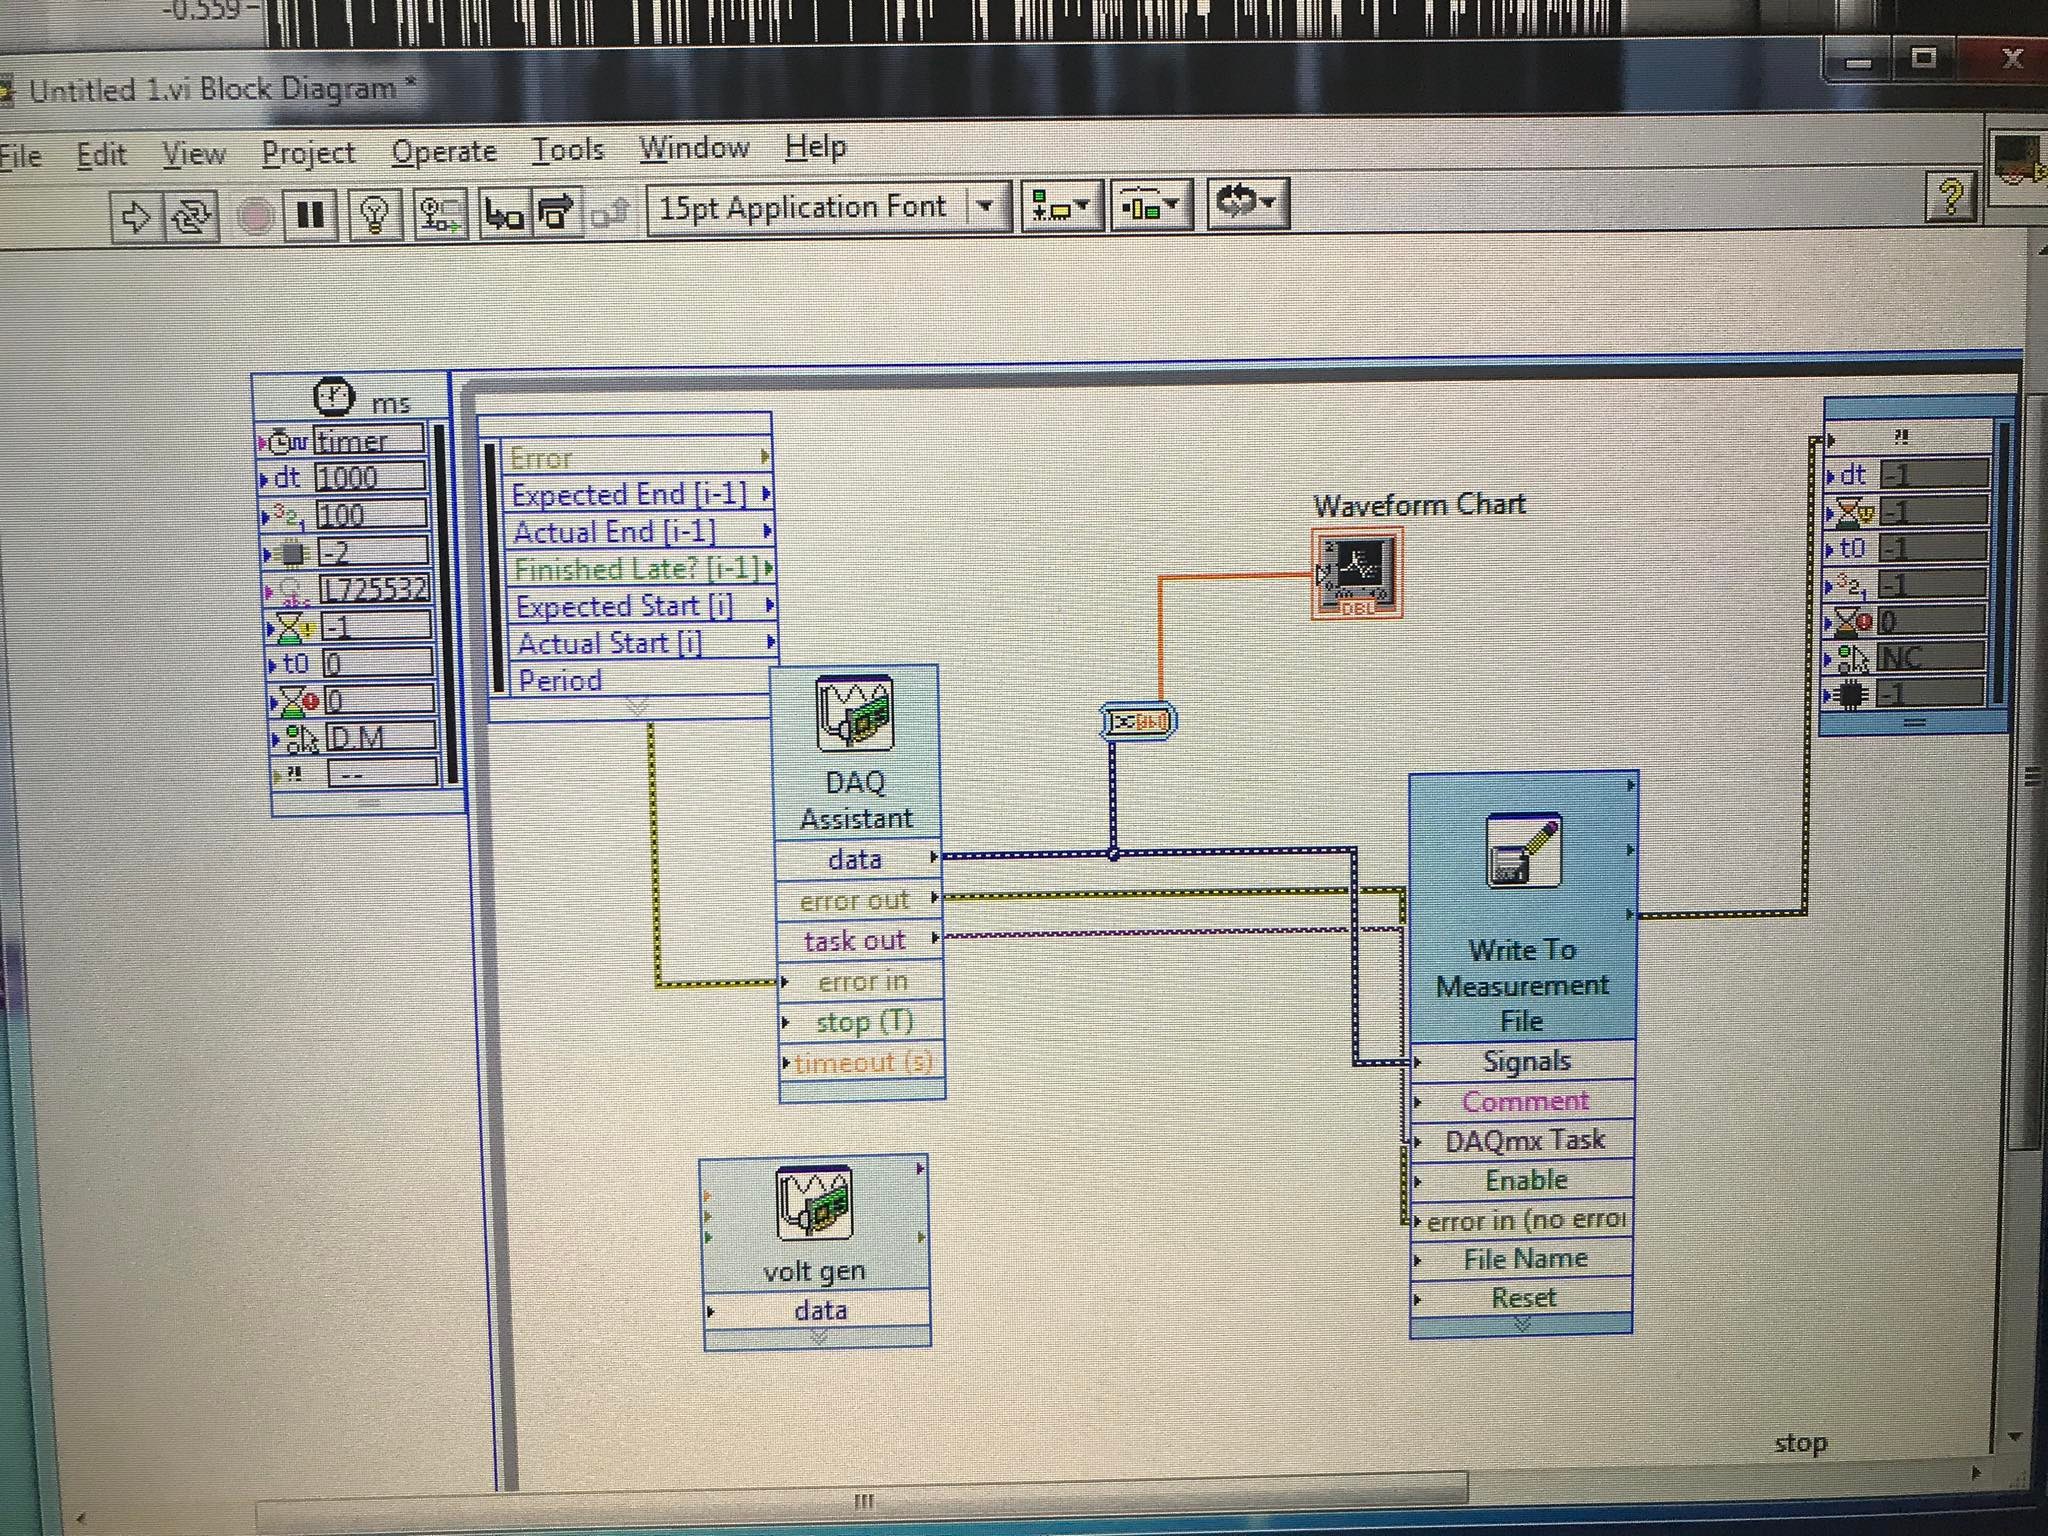 -0.559
Untitled 1.vi Block Diagram *
File Edit View Project Operate Tools Window Help
15pt Application Font
?
ms
timer
dt 1000
100
-2
L725532
-1
t0 0
0
D.M
?! --
Error
Expected End [i-1]
Actual End [i-1]
Finished Late? [i-1]
Expected Start [i]
Actual Start [i]
Period
DAQ
Assistant
data
error out
task out
error in
stop (T)
timeout (s)
volt gen
data
Waveform Chart
DBL
Write To
Measurement
File
Signals
Comment
DAQmx Task
Enable
error in (no error
File Name
Reset
?!
dt -1
-1
t0 -1
-1
0
NC
-1
stop